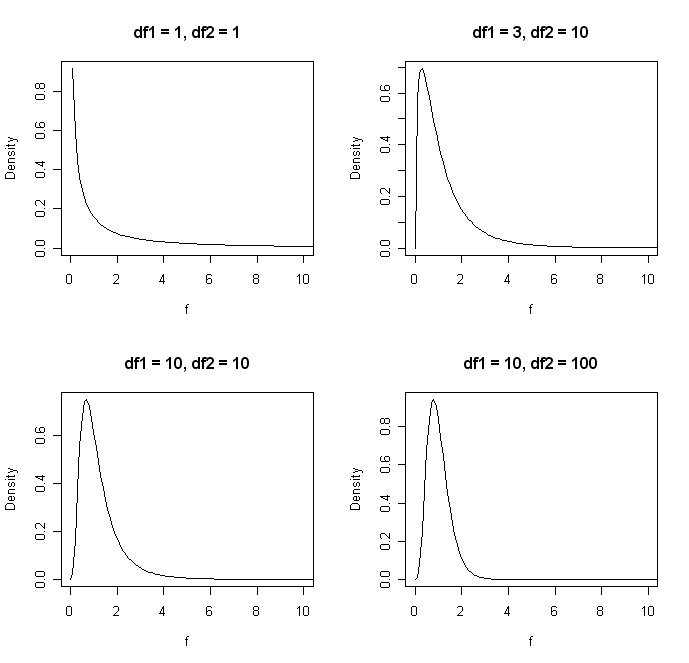 df1 = 1, df2 = 1
Density
0.0 0.2 0.4 0.6 0.8
0 2 4 6 8 10
f
df1 = 3, df2 = 10
Density
0.0 0.2 0.4 0.6
0 2 4 6 8 10
f
df1 = 10, df2 = 10
Density
0.0 0.2 0.4 0.6
0 2 4 6 8 10
f
df1 = 10, df2 = 100
Density
0.0 0.2 0.4 0.6 0.8
0 2 4 6 8 10
f